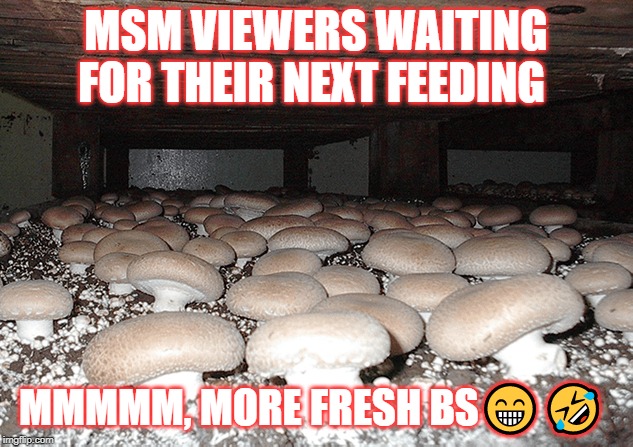 MSM VIEWERS WAITING
FOR THEIR NEXT FEEDING
MMMMM, MORE FRESH BS😁🤣
imgflip.com